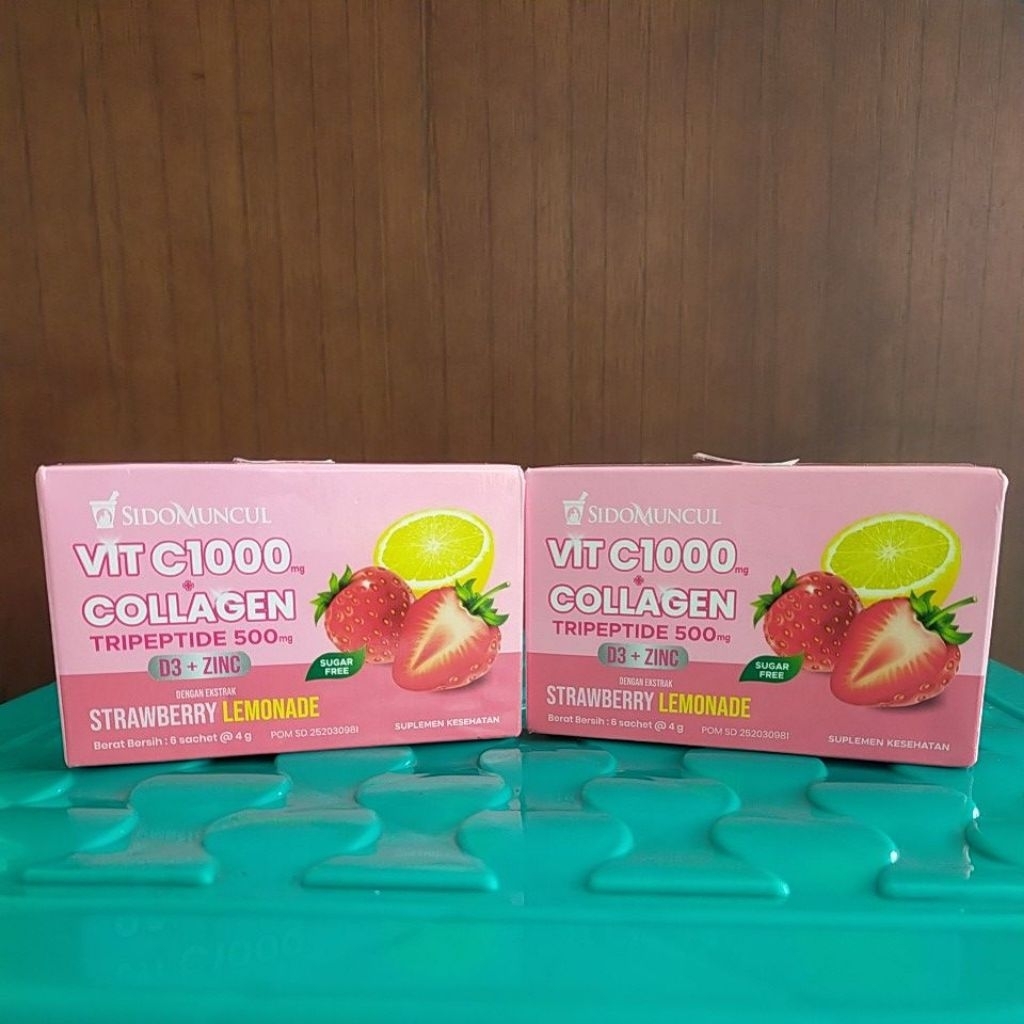 SIDOMUNCUL
VIT C1000mg
+
COLLAGEN
TRIPEPTIDE 500mg
D3 + ZINC
SUGAR
FREE
DENGAN EKSTRAK
STRAWBERRY LEMONADE
Berat Bersih : 6 sachet @ 4 g
POM SD 252030981
SUPLEMEN KESEHATAN
SIDOMUNCUL
VIT C1000mg
+
COLLAGEN
TRIPEPTIDE 500mg
D3 + ZINC
SUGAR
FREE
DENGAN EKSTRAK
STRAWBERRY LEMONADE
Berat Bersih : 6 sachet @ 4 g
POM SD 252030981
SUPLEMEN KESEHATAN